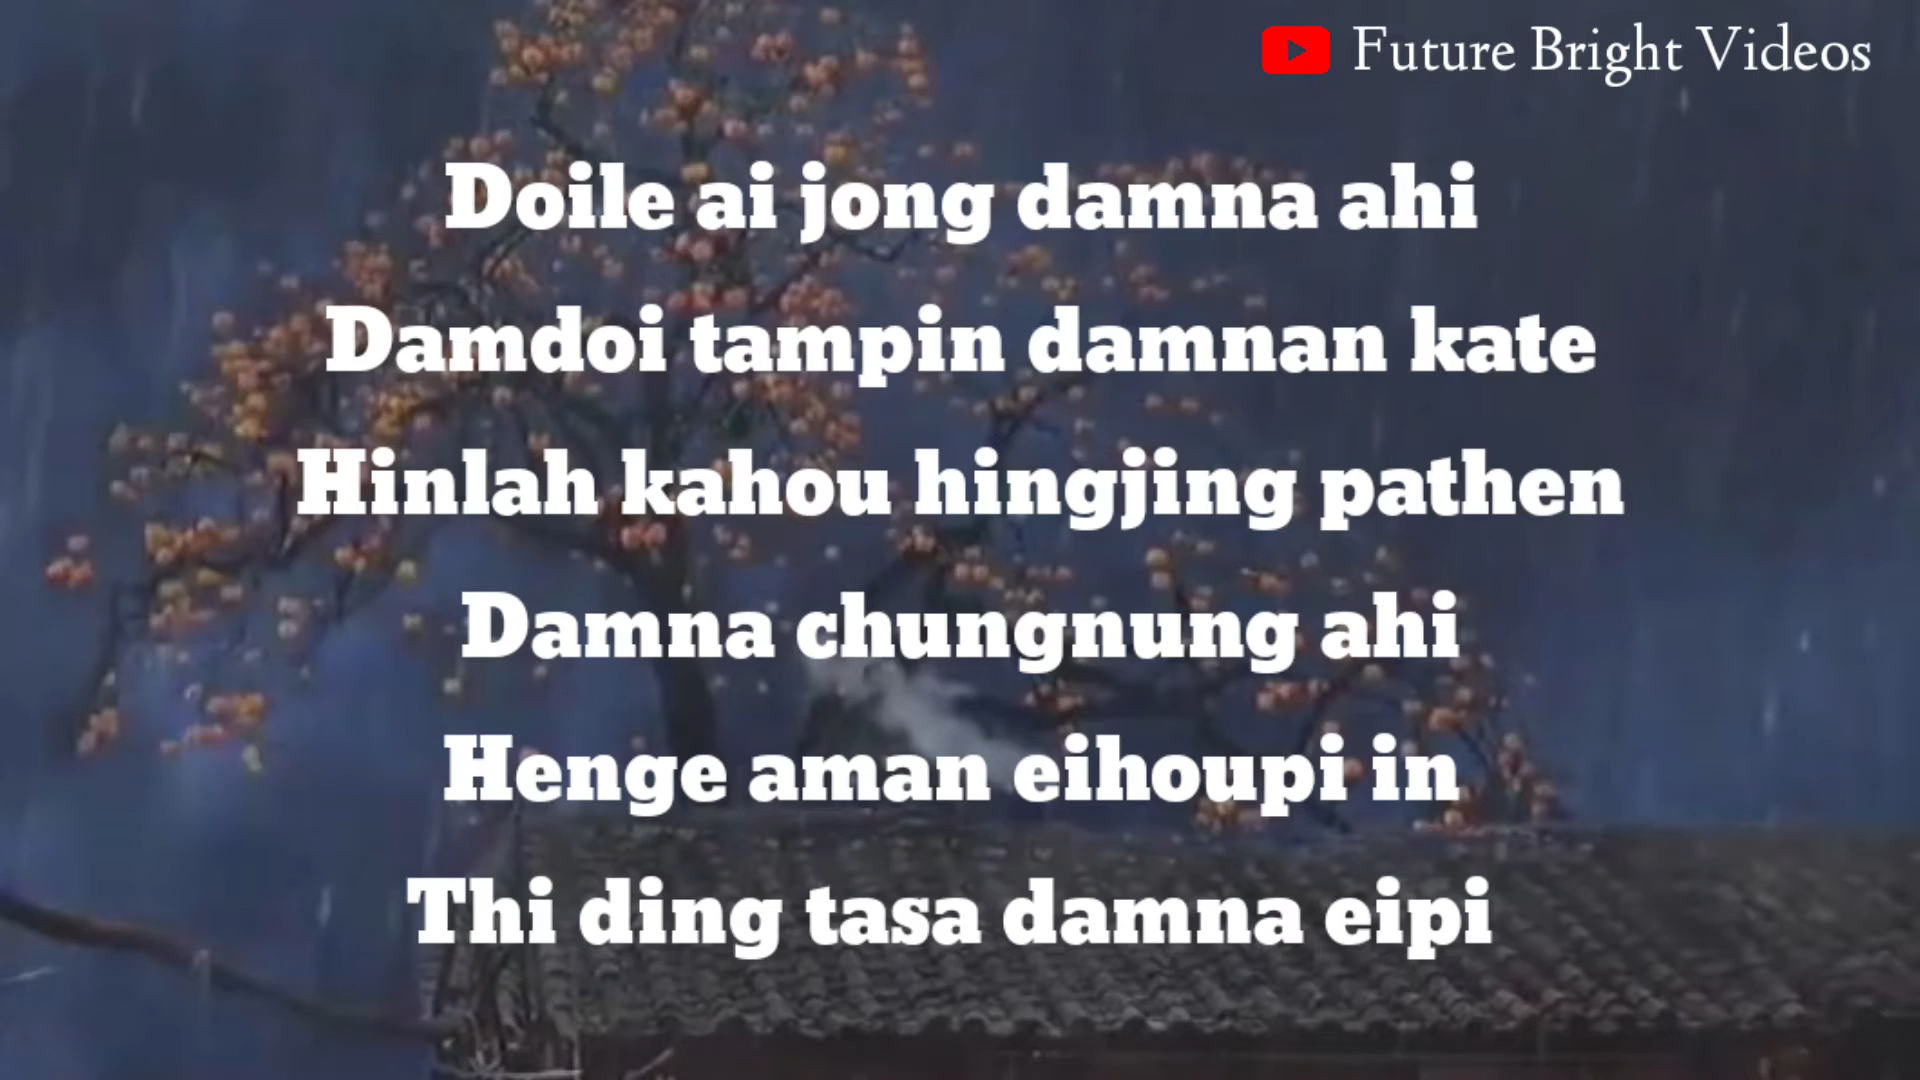 Future Bright Videos
Doile ai jong damna ahi
Damdoi tampin damnan kate
Hinlah kahou hingjing pathen
Damna chungnung ahi
Henge aman eihoupi in
Thi ding tasa damna eipi